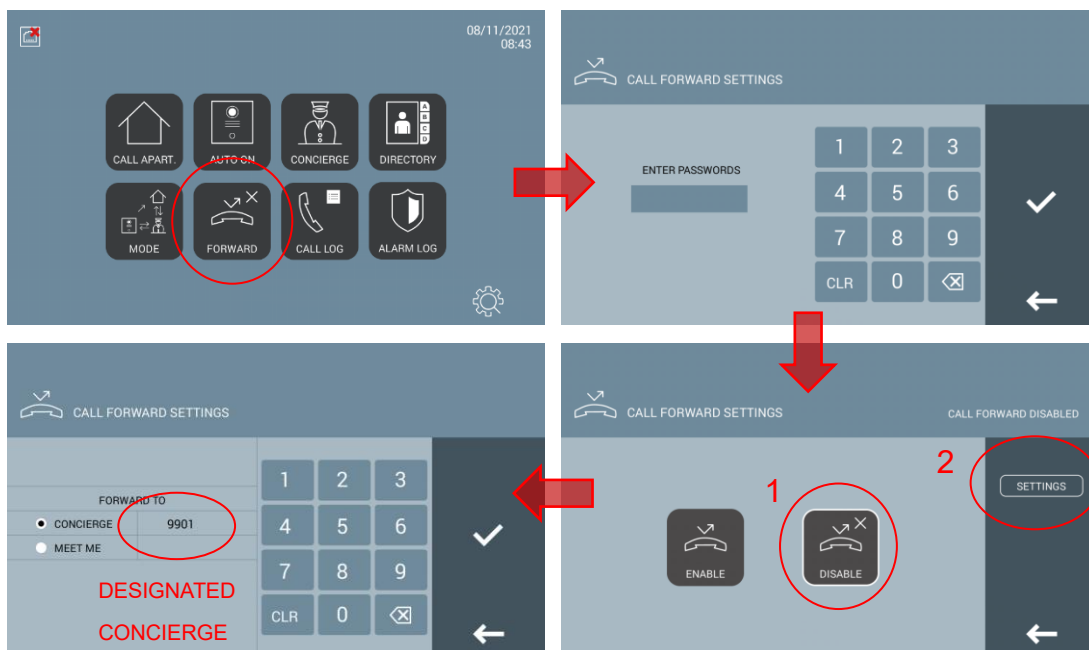 08/11/2021
08:43
CALL APART.
AUTO ON
CONCIERGE
DIRECTORY
A
B
C
D
MODE
FORWARD
CALL LOG
ALARM LOG
CALL FORWARD SETTINGS
ENTER PASSWORDS
1 2 3
4 5 6
7 8 9
CLR 0
CALL FORWARD SETTINGS
FORWARD TO
CONCIERGE 9901
MEET ME
DESIGNATED
CONCIERGE
1 2 3
4 5 6
7 8 9
CLR 0
CALL FORWARD SETTINGS
CALL FORWARD DISABLED
1
2
SETTINGS
ENABLE
DISABLE